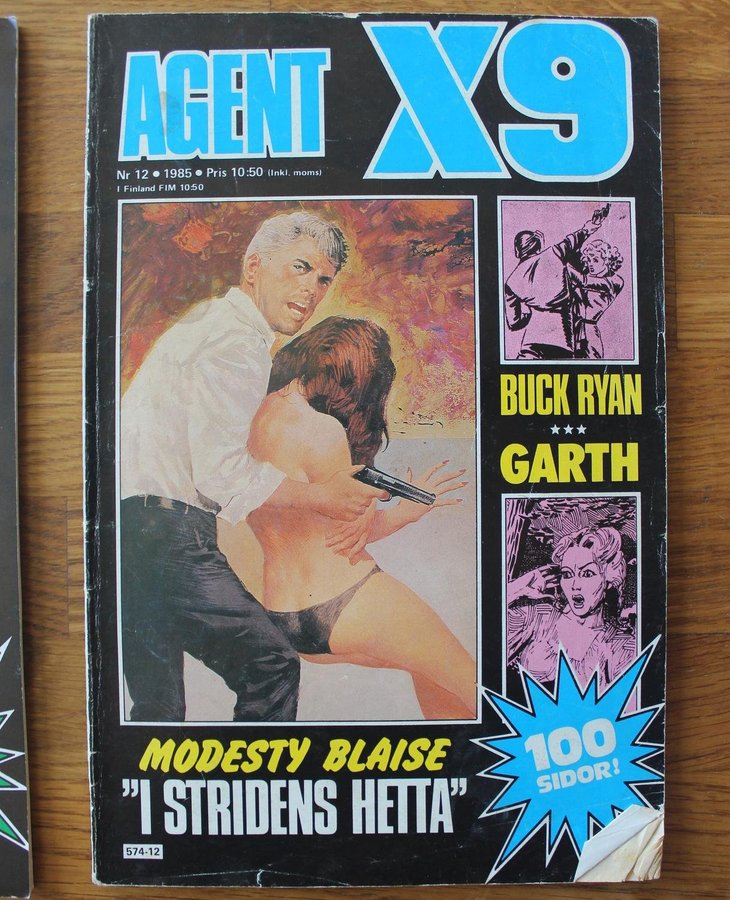 AGENT X9
Nr 12 • 1985 • Pris 10:50 (Inkl. moms)
I Finland FIM 10:50
BUCK RYAN
★★★
GARTH
100
SIDOR!
MODESTY BLAISE
"I STRIDENS HETTA"
574-12